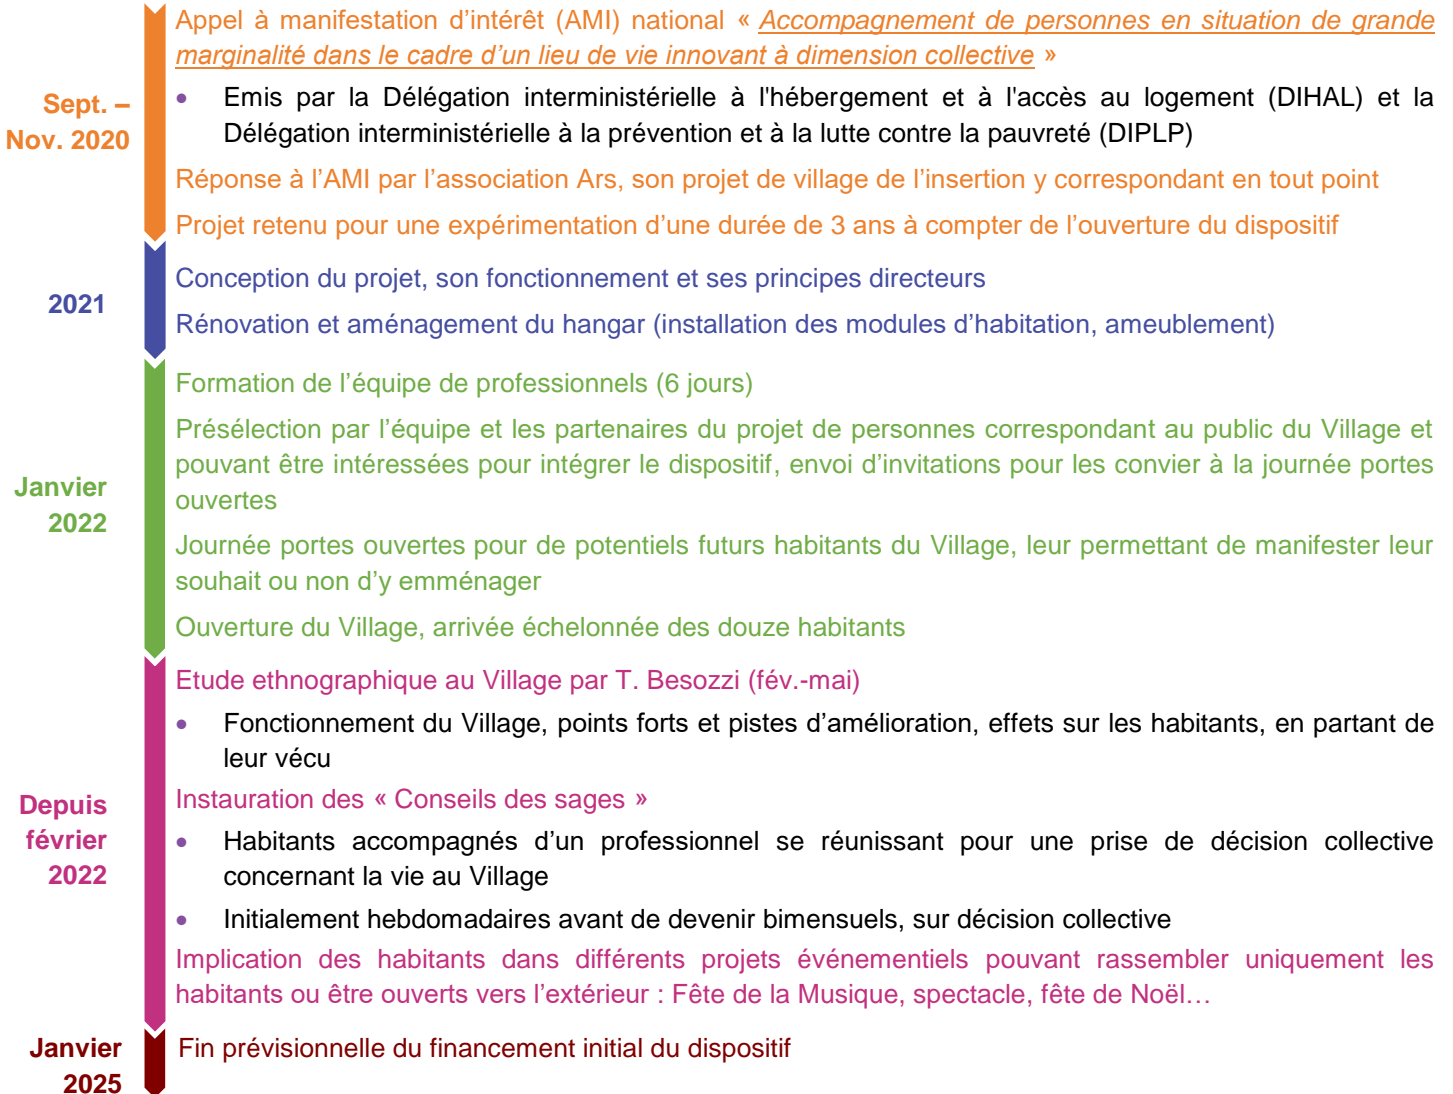 Appel à manifestation d’intérêt (AMI) national « Accompagnement de personnes en situation de grande
marginalité dans le cadre d’un lieu de vie innovant à dimension collective »
Sept. –
Nov. 2020
• Emis par la Délégation interministérielle à l'hébergement et à l'accès au logement (DIHAL) et la
Délégation interministérielle à la prévention et à la lutte contre la pauvreté (DIPLP)
Réponse à l’AMI par l’association Ars, son projet de village de l’insertion y correspondant en tout point
Projet retenu pour une expérimentation d’une durée de 3 ans à compter de l’ouverture du dispositif
2021
Conception du projet, son fonctionnement et ses principes directeurs
Rénovation et aménagement du hangar (installation des modules d’habitation, ameublement)
Janvier
2022
Formation de l’équipe de professionnels (6 jours)
Présélection par l’équipe et les partenaires du projet de personnes correspondant au public du Village et
pouvant être intéressées pour intégrer le dispositif, envoi d’invitations pour les convier à la journée portes
ouvertes
Journée portes ouvertes pour de potentiels futurs habitants du Village, leur permettant de manifester leur
souhait ou non d’y emménager
Ouverture du Village, arrivée échelonnée des douze habitants
Depuis
février
2022
Etude ethnographique au Village par T. Besozzi (fév.-mai)
• Fonctionnement du Village, points forts et pistes d’amélioration, effets sur les habitants, en partant de
leur vécu
Instauration des « Conseils des sages »
• Habitants accompagnés d’un professionnel se réunissant pour une prise de décision collective
concernant la vie au Village
• Initialement hebdomadaires avant de devenir bimensuels, sur décision collective
Implication des habitants dans différents projets événementiels pouvant rassembler uniquement les
habitants ou être ouverts vers l’extérieur : Fête de la Musique, spectacle, fête de Noël…
Janvier
2025
Fin prévisionnelle du financement initial du dispositif